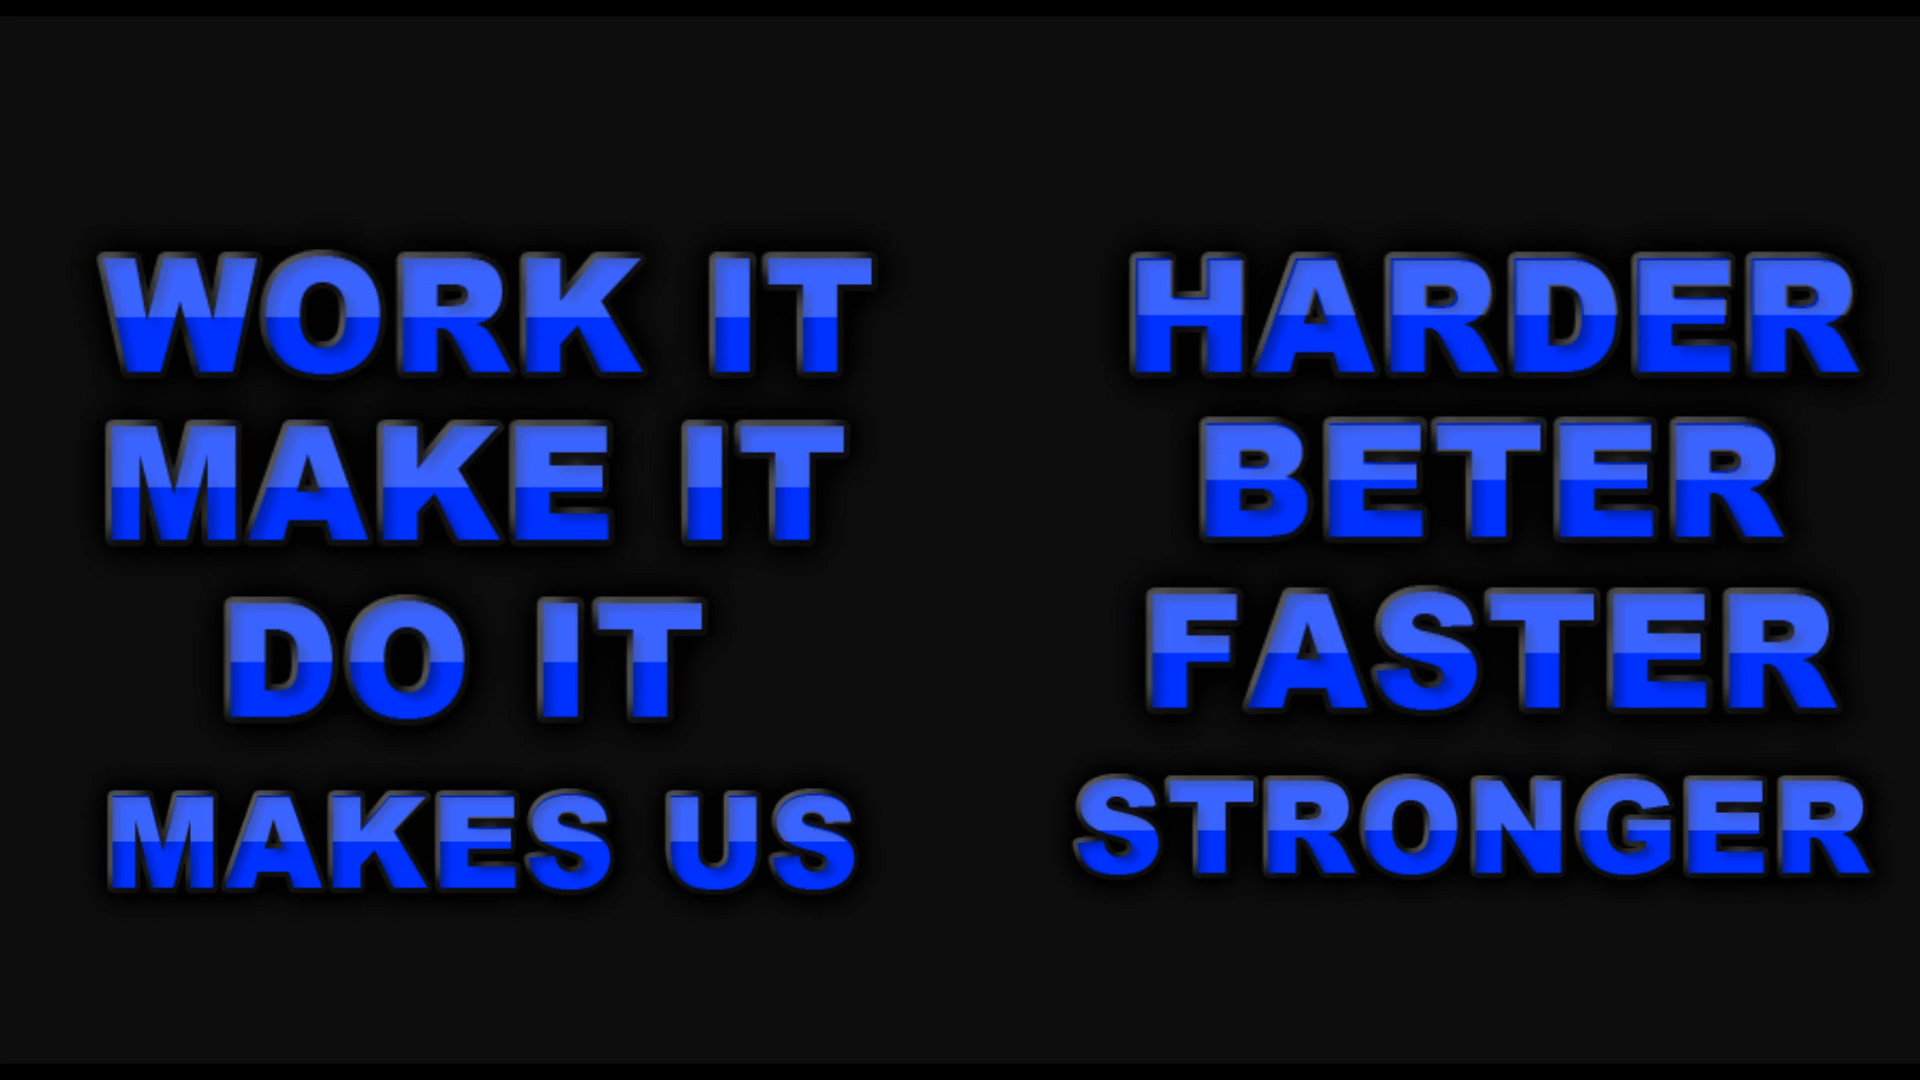 WORK IT HARDER
MAKE IT BETER
DO IT FASTER
MAKES US STRONGER